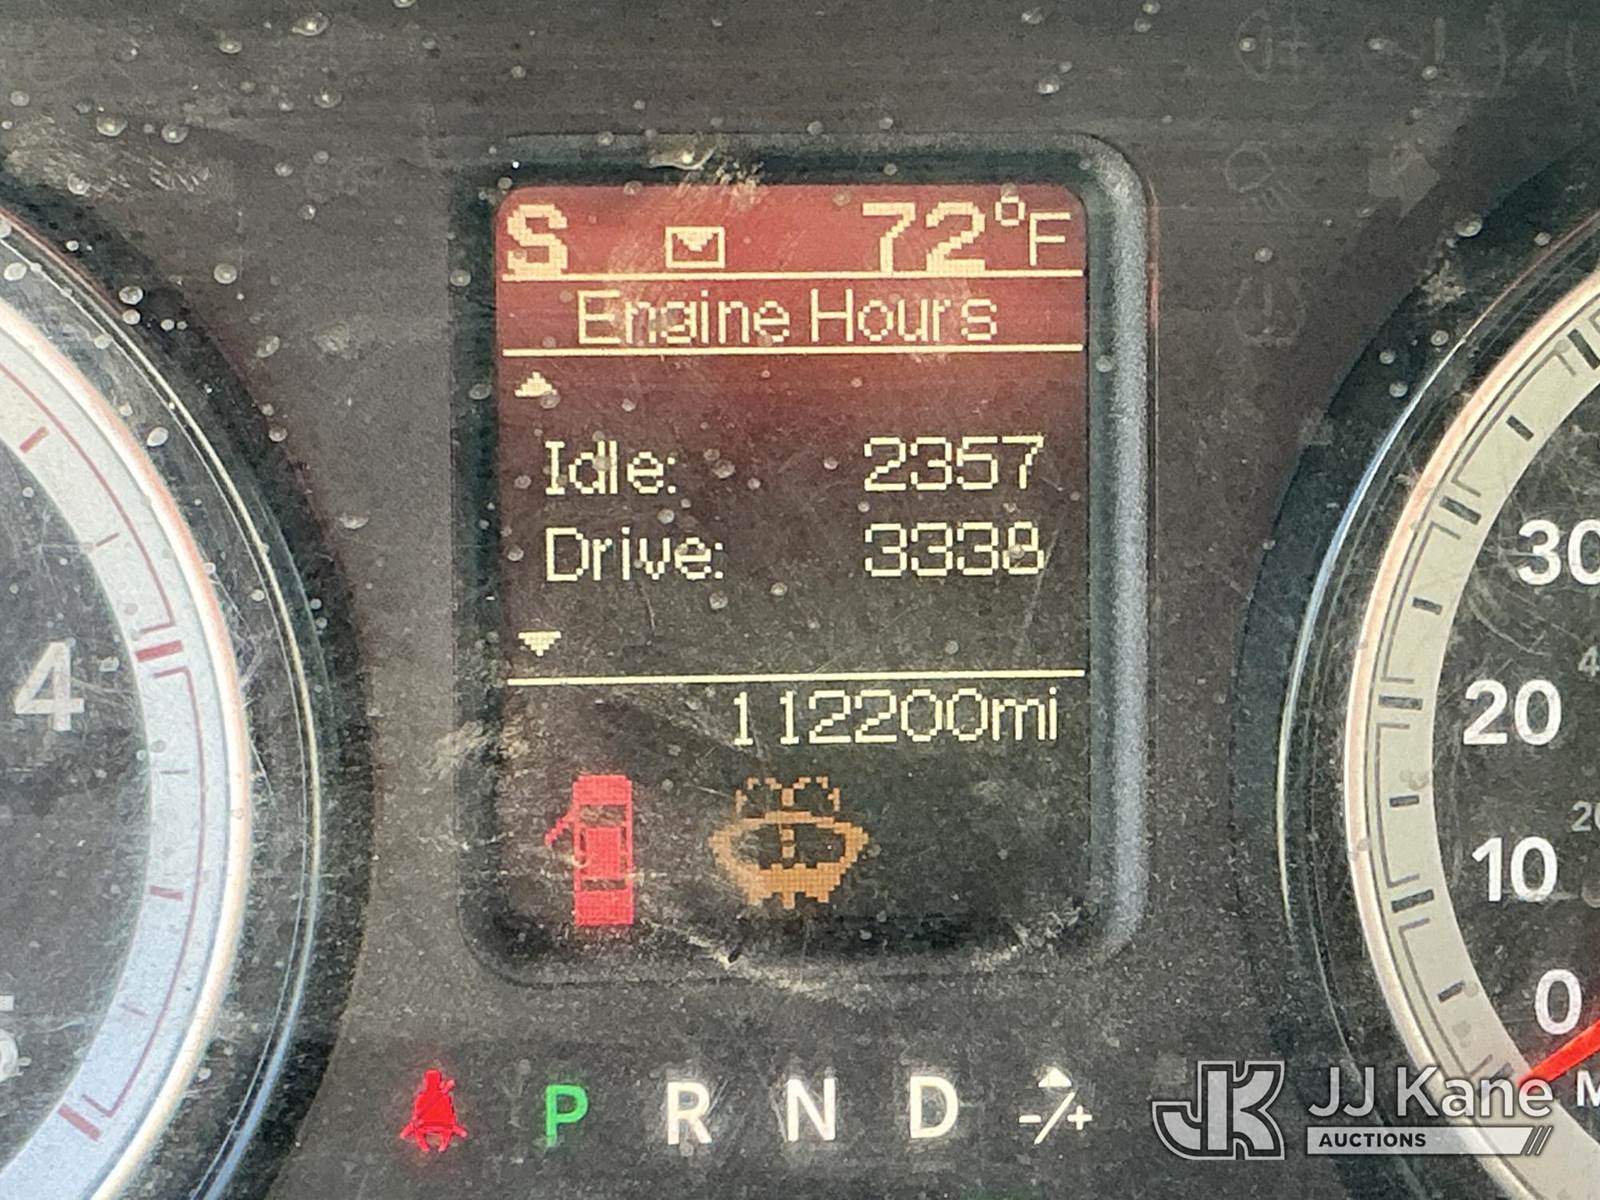 S 72°F
Engine Hours
Idle: 2357
Drive: 3338
112200mi
4
30
20
10
0
P R N D -/+
JJ Kane
AUCTIONS